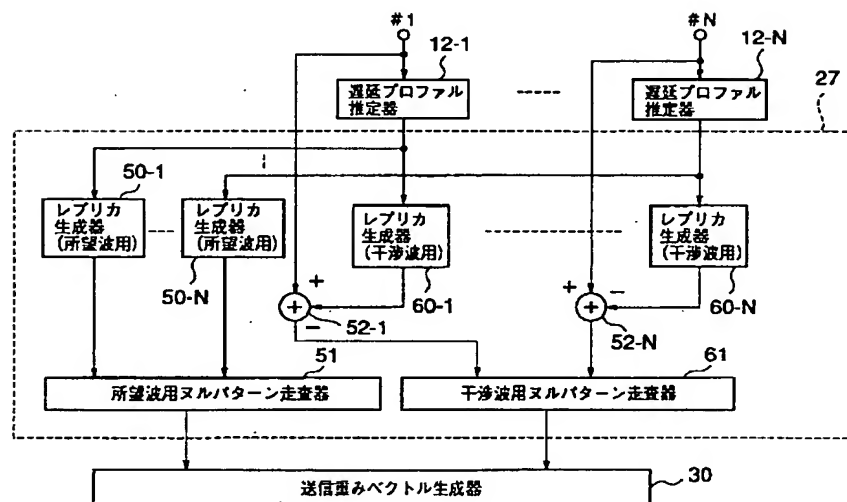 #1
#N
12-1
12-N
27
遅延プロファル
推定器
遅延プロファル
推定器
50-1
レプリカ
生成器
(所望波用)
レプリカ
生成器
(所望波用)
レプリカ
生成器
(干渉波用)
レプリカ
生成器
(干渉波用)
50-N
+
+
−
52-1
60-1
+
−
+
52-N
60-N
51
61
所望波用ヌルパターン走査器
干渉波用ヌルパターン走査器
送信重みベクトル生成器
30